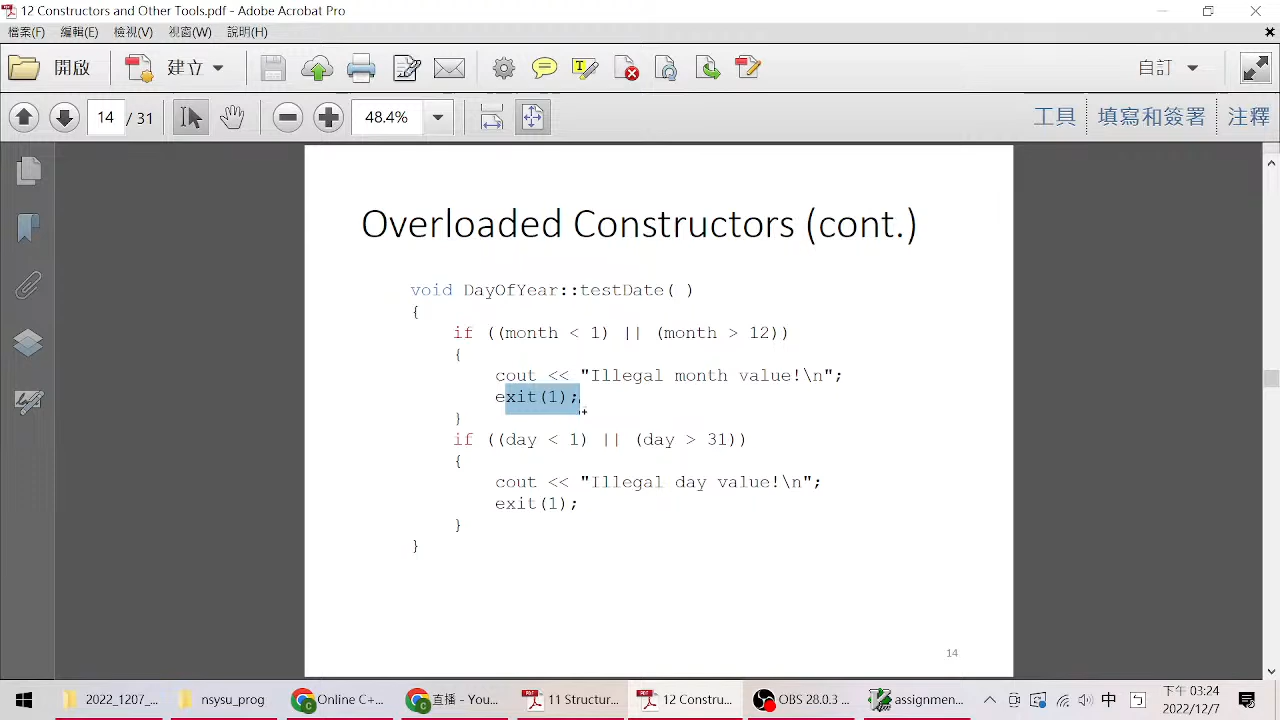 12 Constructors and Other Tools.pdf - Adobe Acrobat Pro
檔案(F) 編輯(E) 檢視(V) 視窗(W) 說明(H)
開啟 建立 自訂
14 / 31 48.4% 工具 填寫和簽署 注釋
Overloaded Constructors (cont.)
void DayOfYear::testDate( )
{
if ((month < 1) || (month > 12))
{
cout << "Illegal month value!\n";
exit(1);
}
if ((day < 1) || (day > 31))
{
cout << "Illegal day value!\n";
exit(1);
}
}
14
2022_1207_... nsysu_prog Online C+... 直播 - You... 11 Structur... 12 Constru... OBS 28.0.3 ... assignmen... 中 下午 03:24
2022/12/7